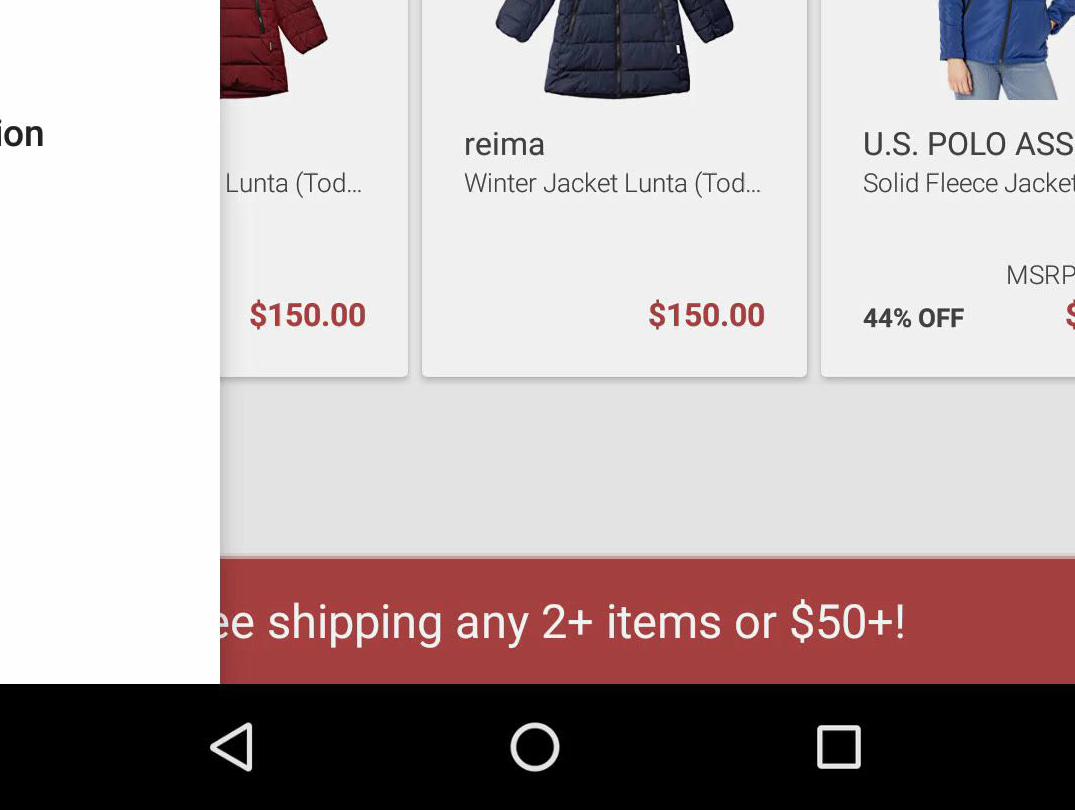 ion
Lunta (Tod...
$150.00
reima
Winter Jacket Lunta (Tod...
$150.00
U.S. POLO ASS
Solid Fleece Jacket
MSRP
44% OFF
$
ee shipping any 2+ items or $50+!